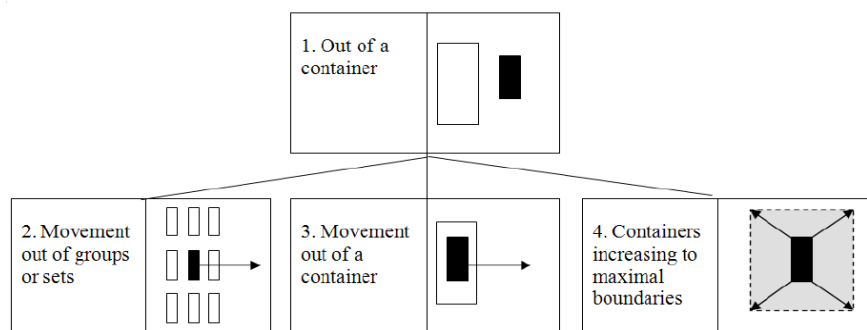 1. Out of a
container
2. Movement
out of groups
or sets
3. Movement
out of a
container
4. Containers
increasing to
maximal
boundaries